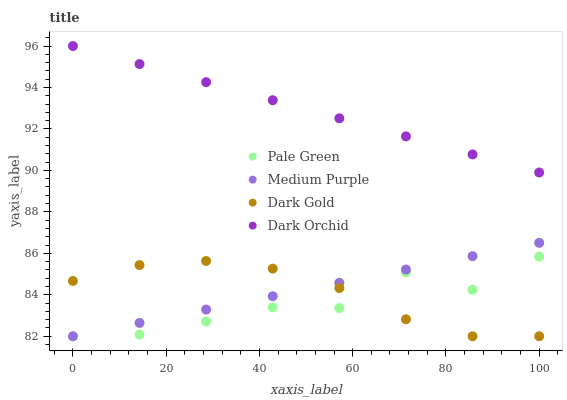 title
96
94
92
90
88
86
84
82
yaxis_label
Pale Green
Medium Purple
Dark Gold
Dark Orchid
0 20 40 60 80 100
xaxis_label